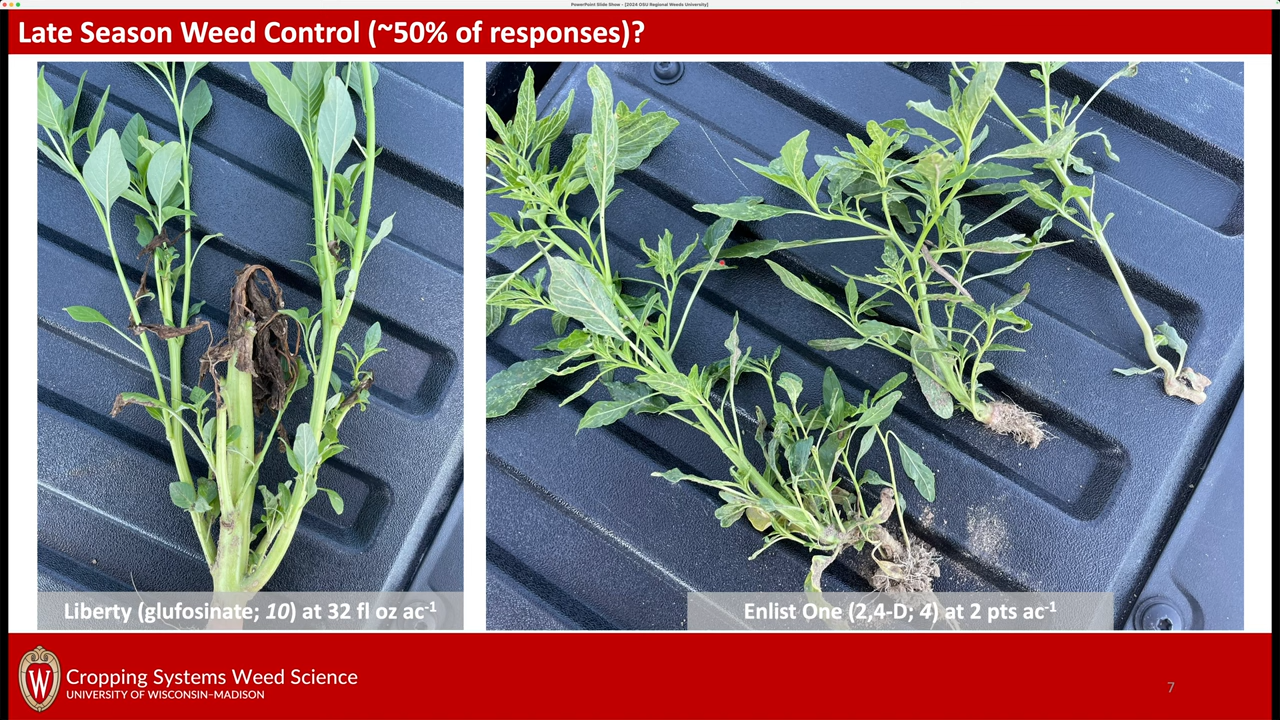 PowerPoint Slide Show - [2024 OSU Regional Weeds University]
Late Season Weed Control (~50% of responses)?
Liberty (glufosinate; 10) at 32 fl oz ac-1
Enlist One (2,4-D; 4) at 2 pts ac-1
W
Cropping Systems Weed Science
UNIVERSITY OF WISCONSIN–MADISON
7